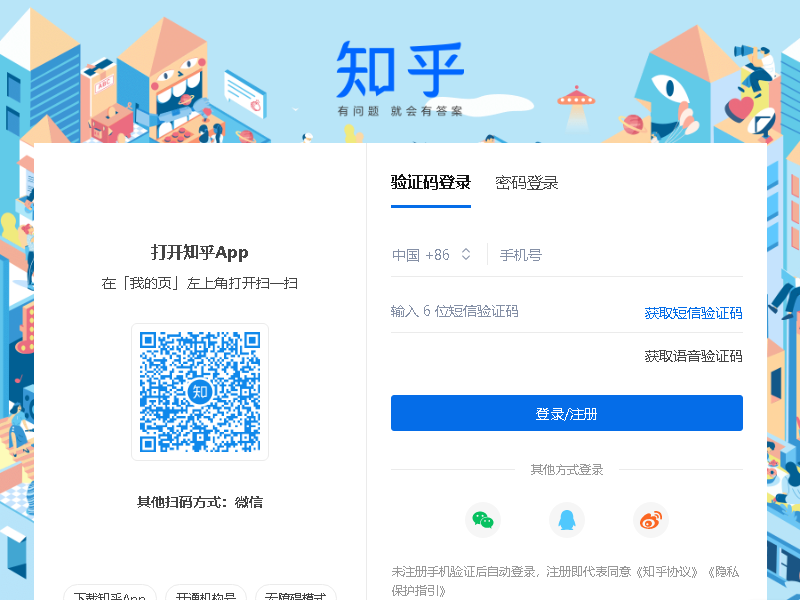 知乎
有问题 就会有答案
ABC
打开知乎App
在「我的页」左上角打开扫一扫
知
其他扫码方式：微信
下载知乎App
开通机构号
无障碍模式
验证码登录
密码登录
中国 +86
手机号
输入 6 位短信验证码
获取短信验证码
获取语音验证码
登录/注册
其他方式登录
未注册手机验证后自动登录，注册即代表同意《知乎协议》《隐私
保护指引》